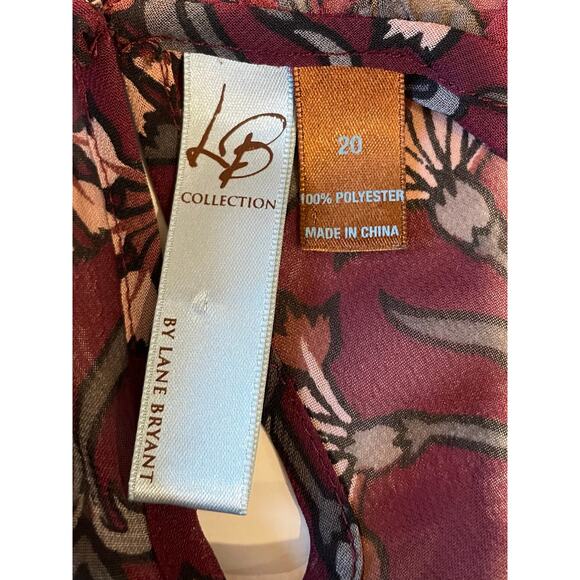 LB
COLLECTION
BY LANE BRYANT
20
100% POLYESTER
MADE IN CHINA